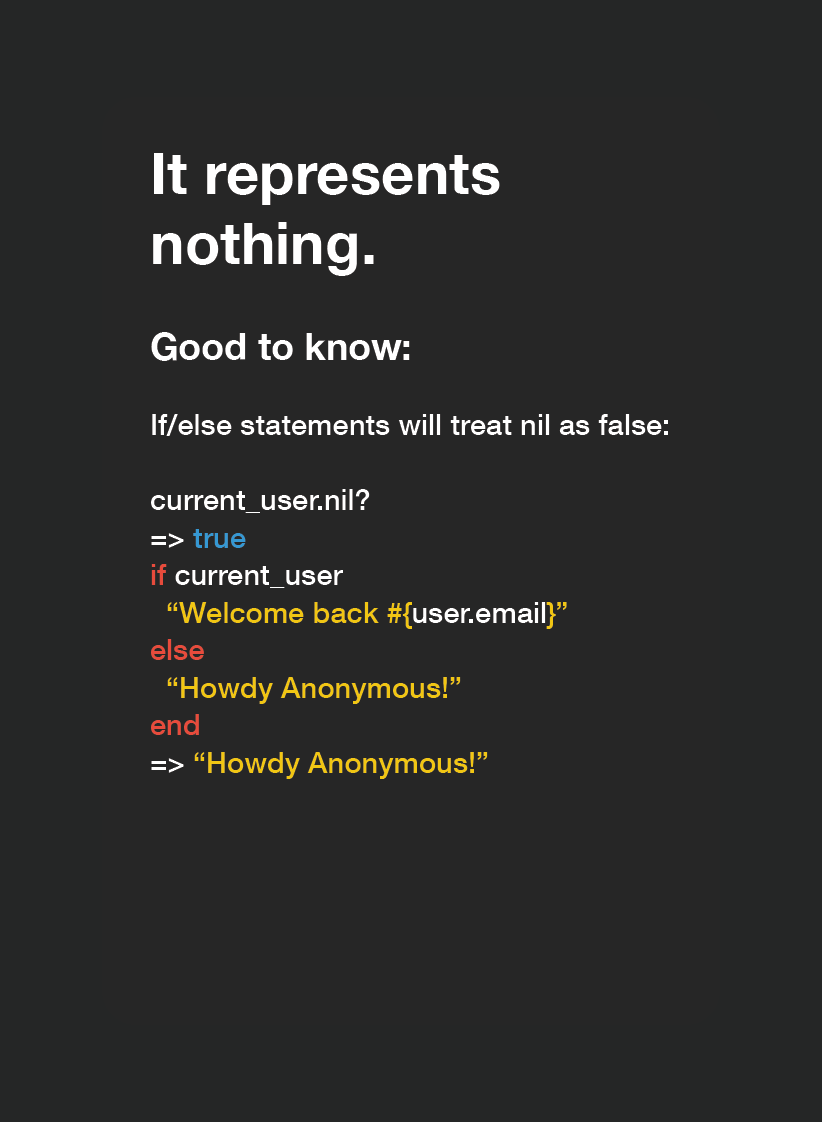 It represents
nothing.
Good to know:
If/else statements will treat nil as false:
current_user.nil?
=> true
if current_user
  “Welcome back #{user.email}”
else
  “Howdy Anonymous!”
end
=> “Howdy Anonymous!”